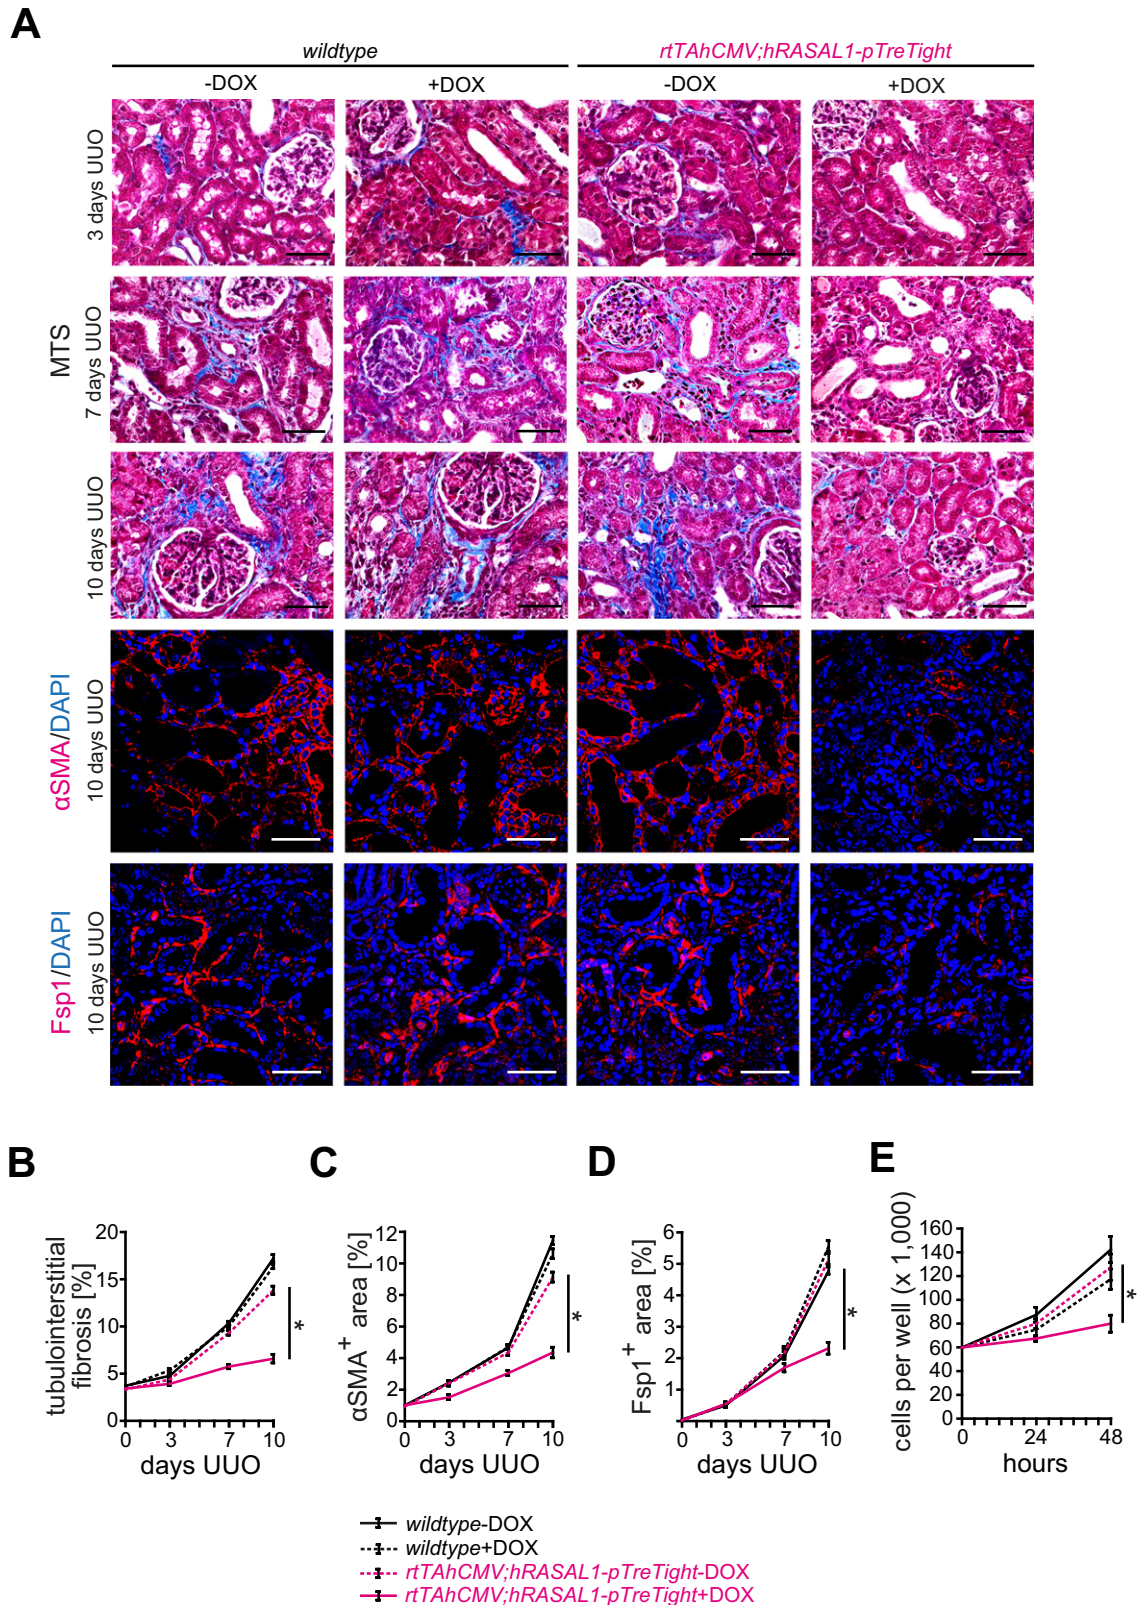 A
wildtype
rtTAhCMV;hRASAL1-pTreTight
-DOX
+DOX
-DOX
+DOX
MTS
3 days UUO
7 days UUO
10 days UUO
αSMA/DAPI
10 days UUO
Fsp1/DAPI
10 days UUO
B
tubulointerstitial
fibrosis [%]
20
15
10
5
0
0 3 7 10
days UUO
C
αSMA⁺ area [%]
12
10
8
6
4
2
0
0 3 7 10
days UUO
D
Fsp1⁺ area [%]
6
5
4
3
2
1
0 3 7 10
days UUO
E
cells per well (x 1,000)
160
140
120
100
80
60
40
20
0
0 24 48
hours
*
*
*
*
wildtype-DOX
wildtype+DOX
rtTAhCMV;hRASAL1-pTreTight-DOX
rtTAhCMV;hRASAL1-pTreTight+DOX